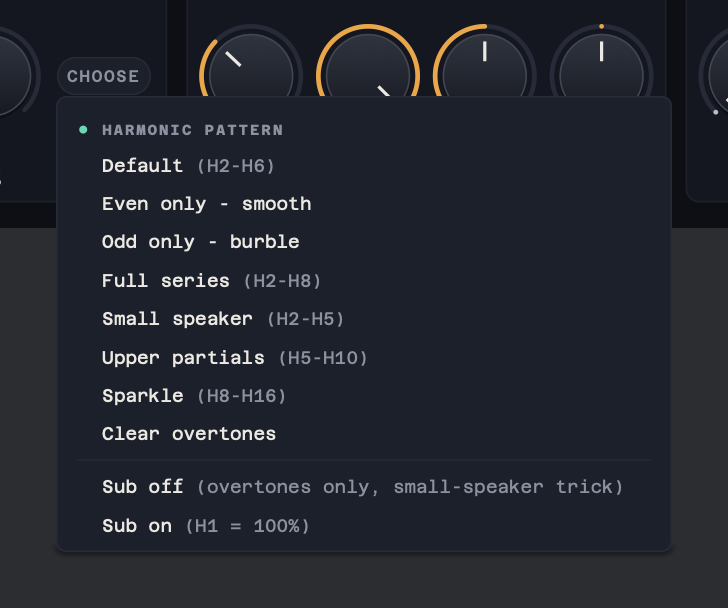 CHOOSE
HARMONIC PATTERN
Default (H2-H6)
Even only - smooth
Odd only - burble
Full series (H2-H8)
Small speaker (H2-H5)
Upper partials (H5-H10)
Sparkle (H8-H16)
Clear overtones
Sub off (overtones only, small-speaker trick)
Sub on (H1 = 100%)